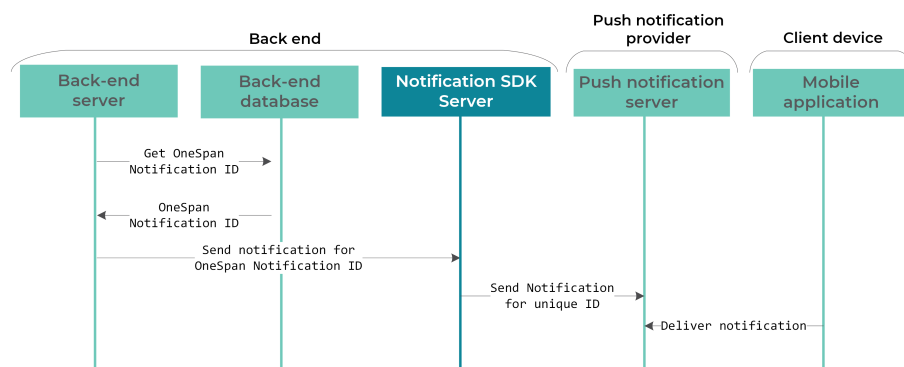 Back end
Push notification
provider
Client device
Back-end
server
Back-end
database
Notification SDK
Server
Push notification
server
Mobile
application
Get OneSpan
Notification ID
OneSpan
Notification ID
Send notification for
OneSpan Notification ID
Send Notification
for unique ID
Deliver notification